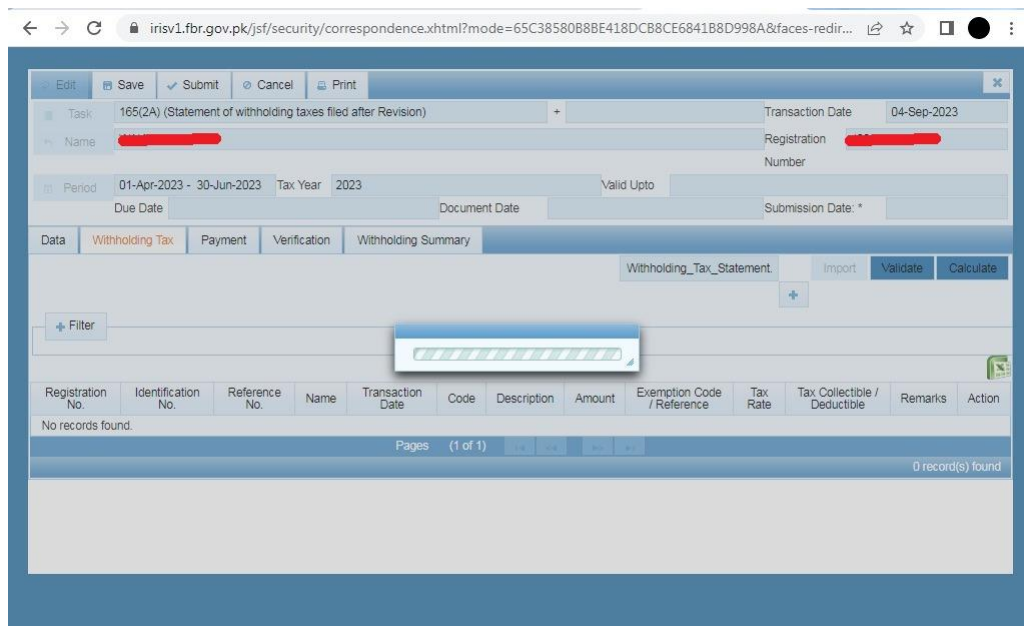 irisv1.fbr.gov.pk/jsf/security/correspondence.xhtml?mode=65C38580B8BE418DCB8CE6841B8D998A&faces-redir...
Edit Save Submit Cancel Print
Task 165(2A) (Statement of withholding taxes filed after Revision) + Transaction Date 04-Sep-2023
Name Registration Number
Period 01-Apr-2023 - 30-Jun-2023 Tax Year 2023 Valid Upto
Due Date Document Date Submission Date: *
Data Withholding Tax Payment Verification Withholding Summary
Withholding_Tax_Statement. Import Validate Calculate
+
+ Filter
Registration No. Identification No. Reference No. Name Transaction Date Code Description Amount Exemption Code / Reference Tax Rate Tax Collectible / Deductible Remarks Action
No records found.
Pages (1 of 1)
0 record(s) found